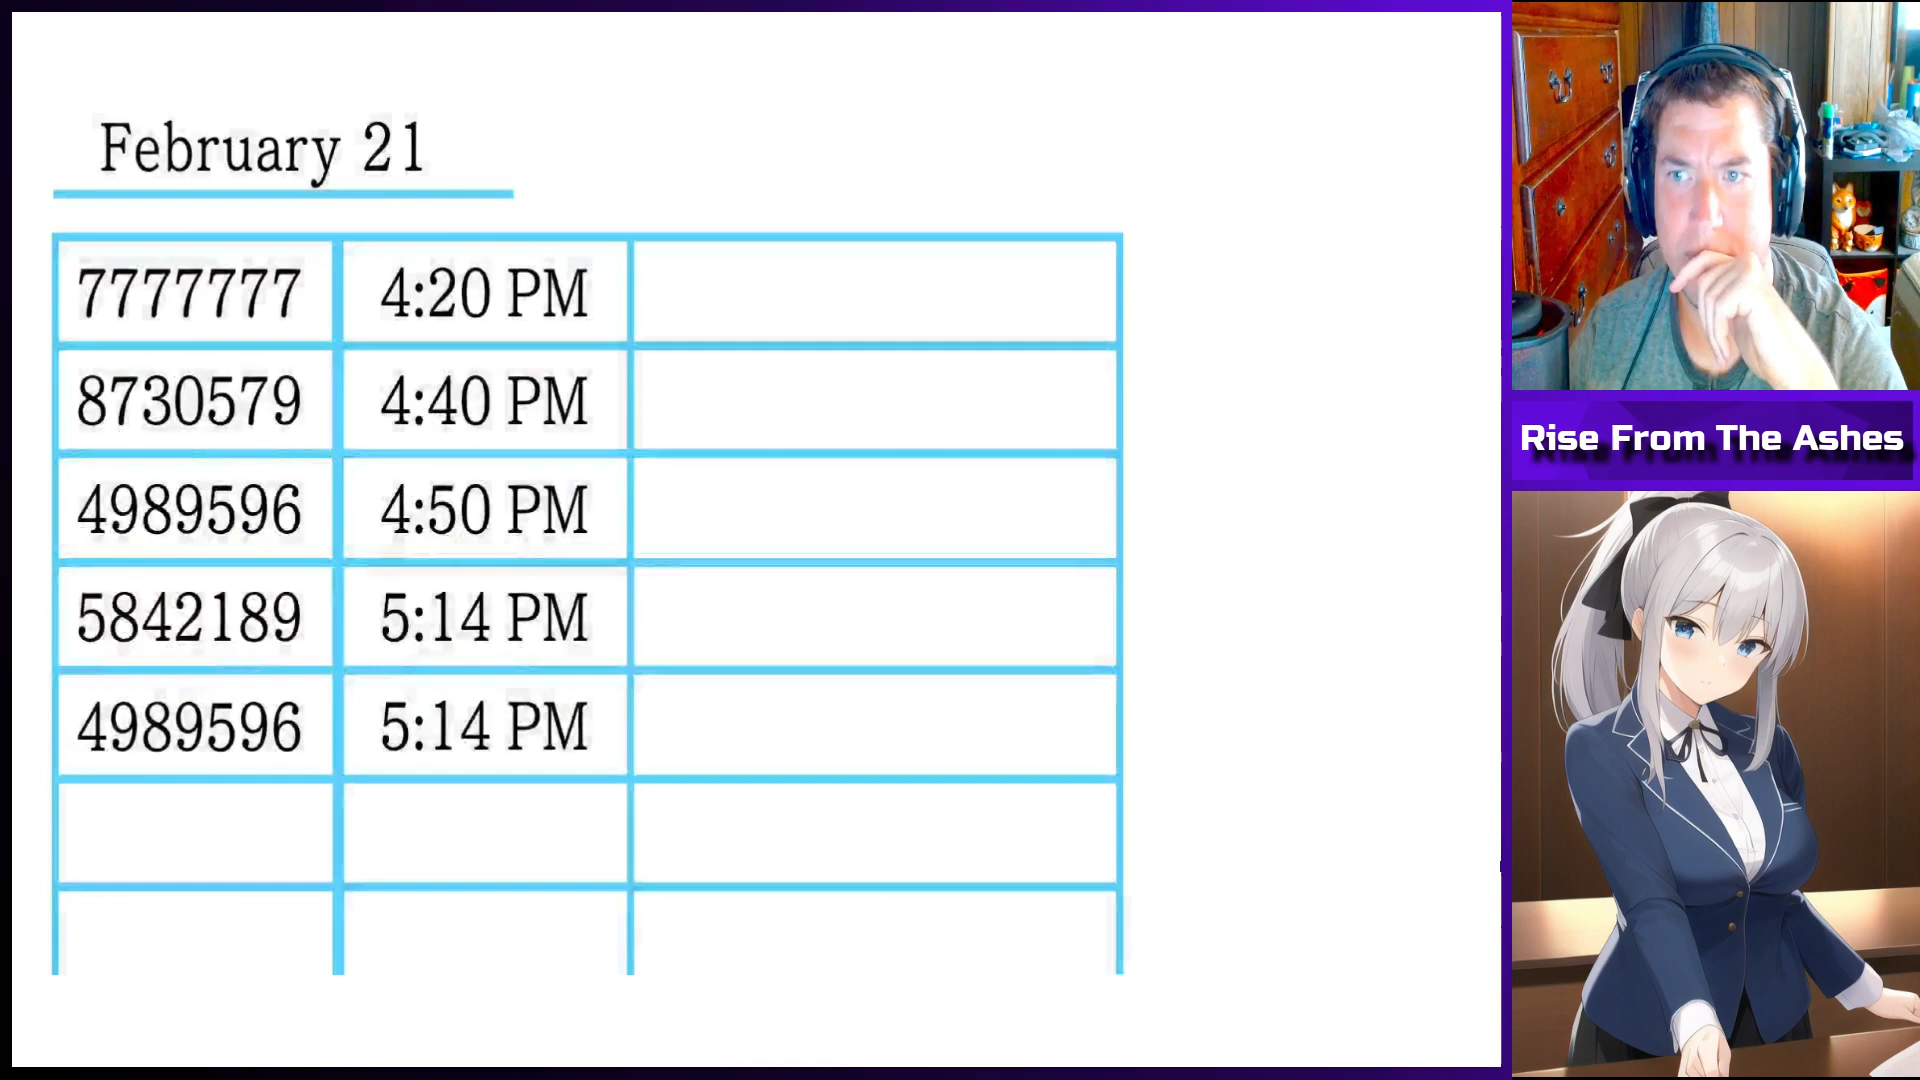 February 21
7777777 4:20 PM
8730579 4:40 PM
4989596 4:50 PM
5842189 5:14 PM
4989596 5:14 PM
Rise From The Ashes